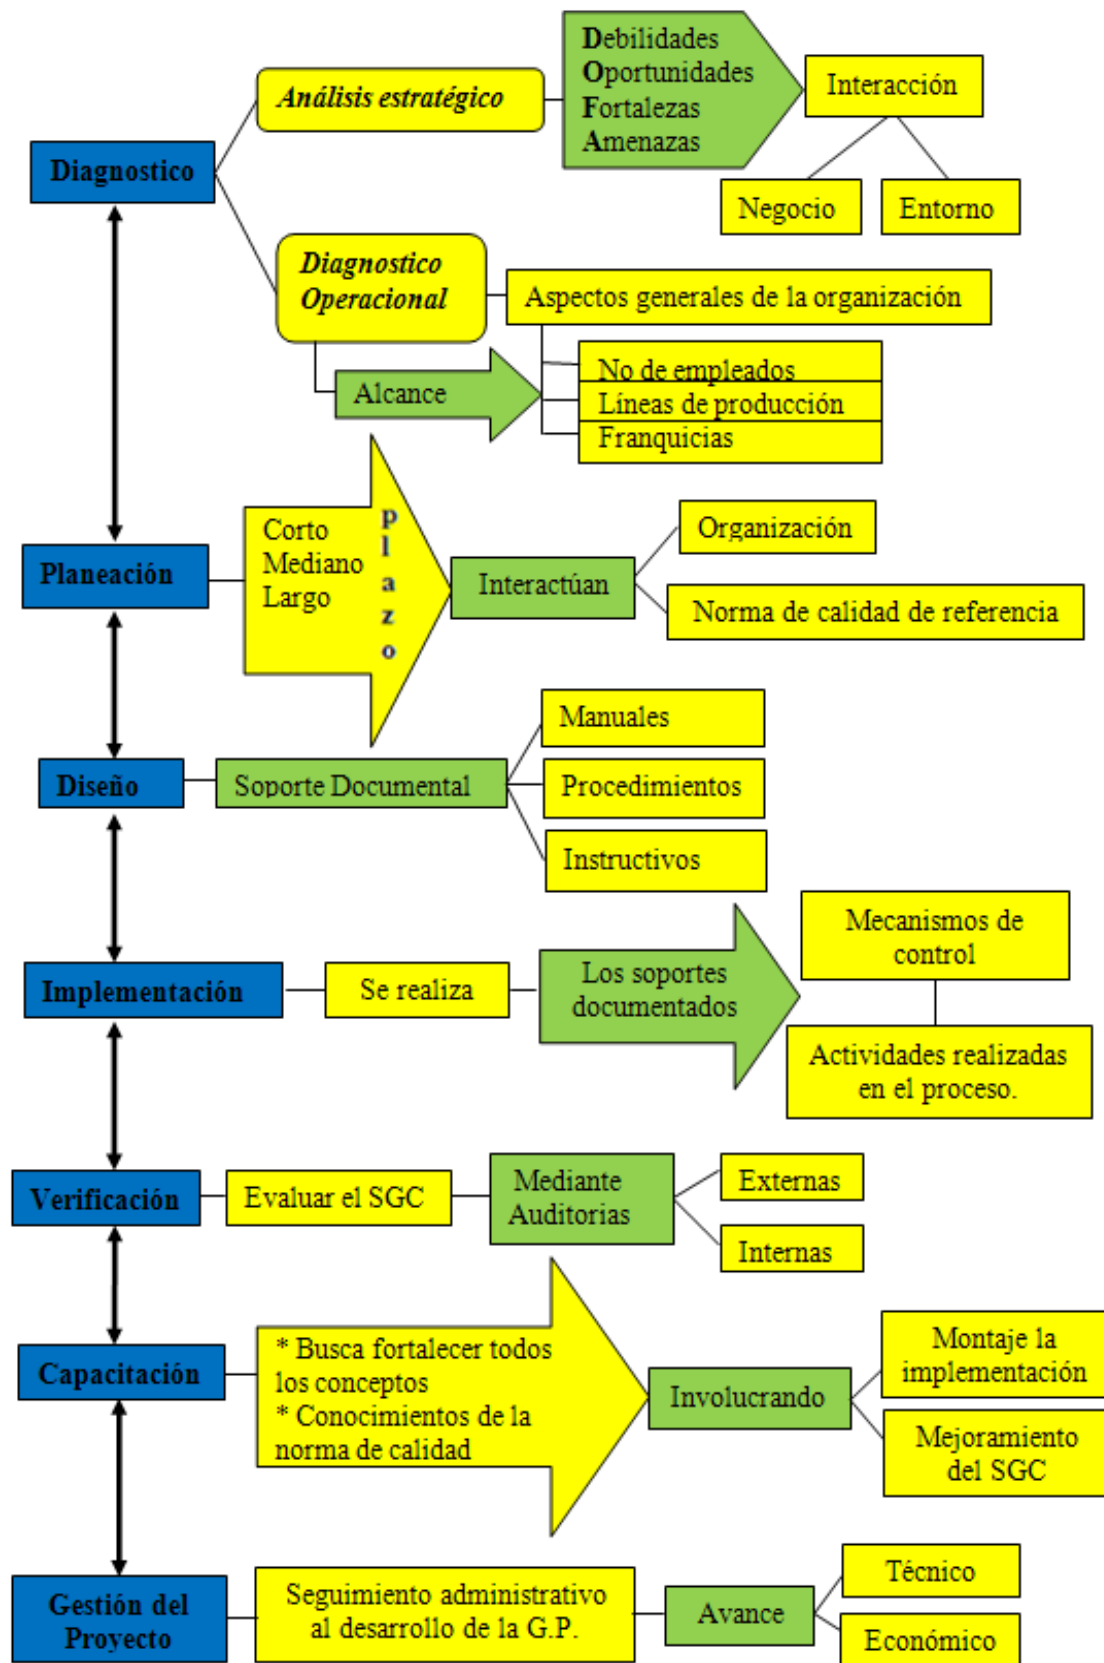 Debilidades
Oportunidades
Fortalezas
Amenazas
Análisis estratégico
Interacción
Diagnostico
Negocio
Entorno
Diagnostico
Operacional
Aspectos generales de la organización
Alcance
No de empleados
Líneas de producción
Franquicias
Planeación
Corto
Mediano
Largo
plazo
Interactúan
Organización
Norma de calidad de referencia
Diseño
Soporte Documental
Manuales
Procedimientos
Instructivos
Implementación
Se realiza
Los soportes
documentados
Mecanismos de
control
Actividades realizadas
en el proceso.
Verificación
Evaluar el SGC
Mediante
Auditorias
Externas
Internas
Capacitación
* Busca fortalecer todos
los conceptos
* Conocimientos de la
norma de calidad
Involucrando
Montaje la
implementación
Mejoramiento
del SGC
Gestión del
Proyecto
Seguimiento administrativo
al desarrollo de la G.P.
Avance
Técnico
Económico